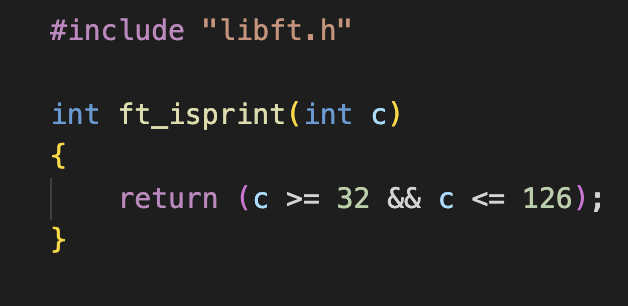 #include "libft.h"
int ft_isprint(int c)
{
    return (c >= 32 && c <= 126);
}